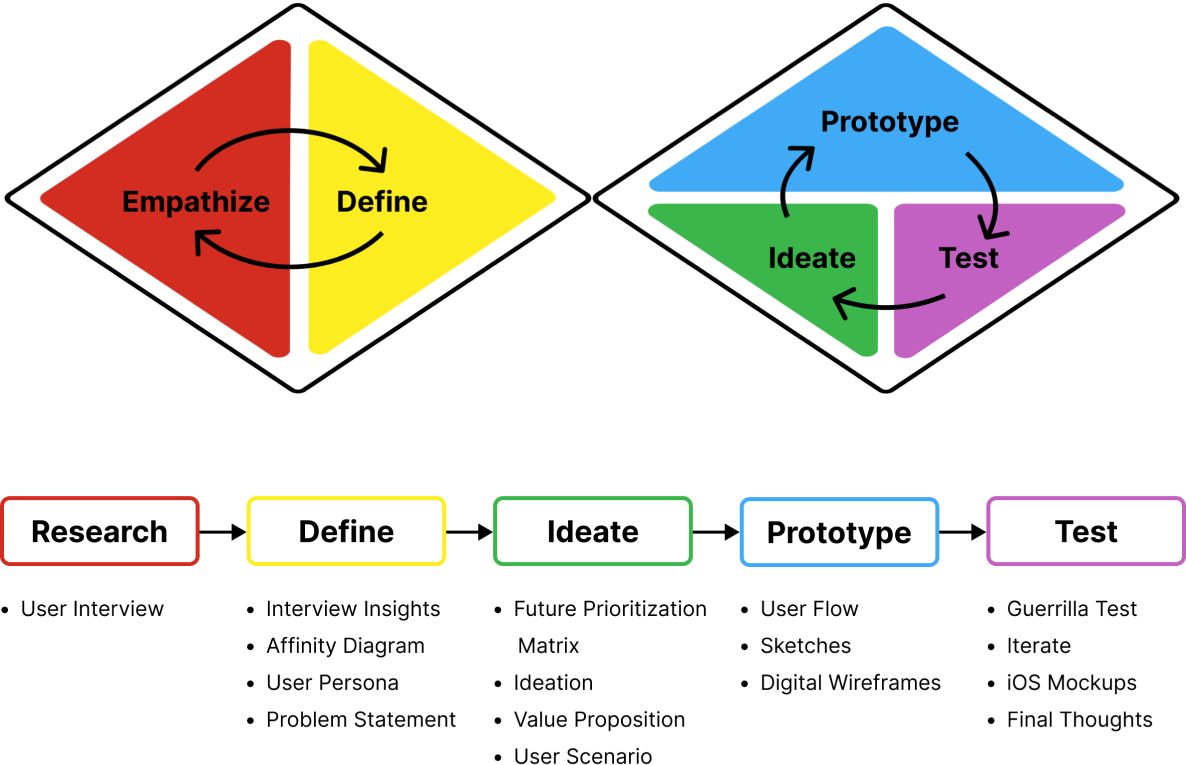 Empathize
Define
Prototype
Ideate
Test
Research
Define
Ideate
Prototype
Test
• User Interview
• Interview Insights
• Affinity Diagram
• User Persona
• Problem Statement
• Future Prioritization
Matrix
• Ideation
• Value Proposition
• User Scenario
• User Flow
• Sketches
• Digital Wireframes
• Guerrilla Test
• Iterate
• iOS Mockups
• Final Thoughts